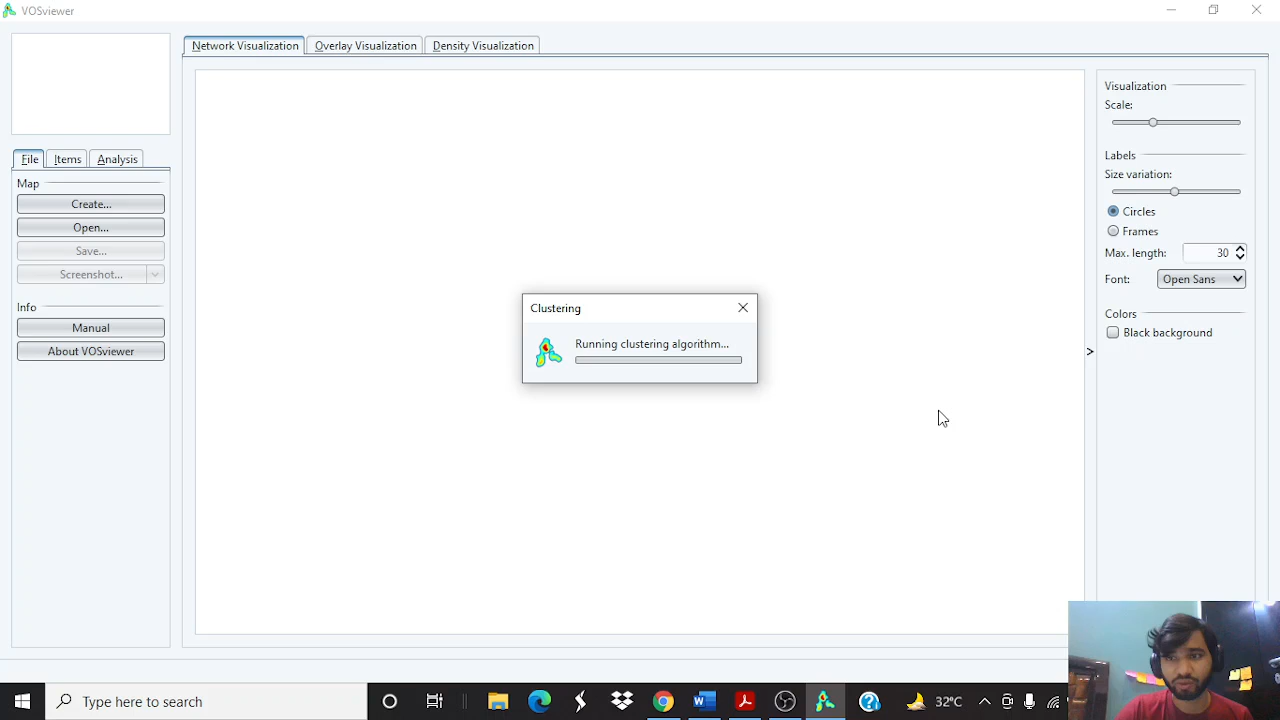 VOSviewer
Network Visualization
Overlay Visualization
Density Visualization
File
Items
Analysis
Map
Create...
Open...
Save...
Screenshot...
Info
Manual
About VOSviewer
Clustering
Running clustering algorithm...
Visualization
Scale:
Labels
Size variation:
Circles
Frames
Max. length: 30
Font: Open Sans
Colors
Black background
>
Type here to search
32°C